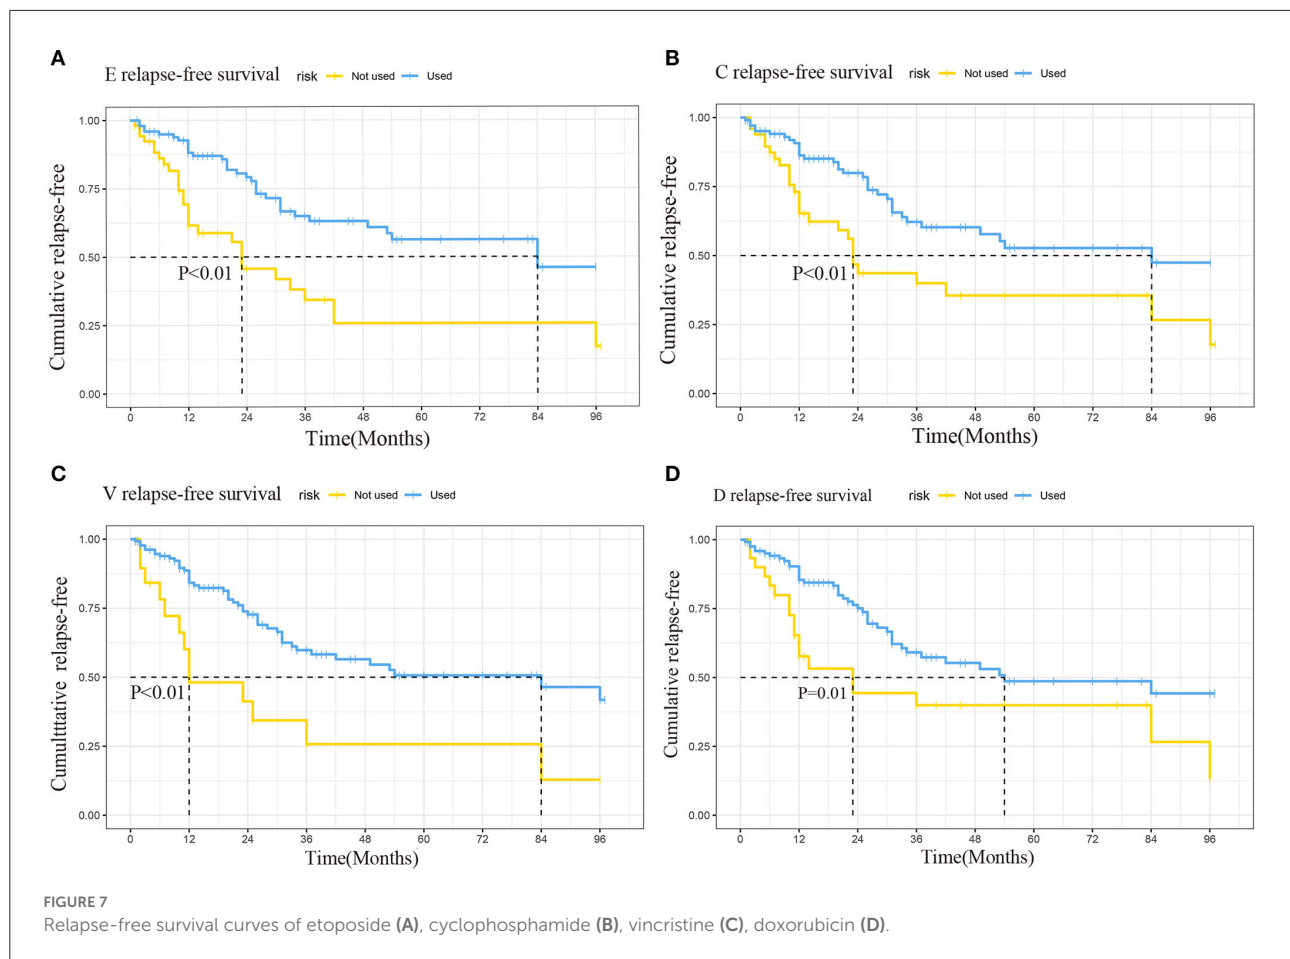 A
E relapse-free survival risk Not used Used
Cumulative relapse-free
1.00
0.75
0.50
0.25
0.00
P<0.01
0 12 24 36 48 60 72 84 96
Time(Months)
B
C relapse-free survival risk Not used Used
Cumulative relapse-free
1.00
0.75
0.50
0.25
0.00
P<0.01
0 12 24 36 48 60 72 84 96
Time(Months)
C
V relapse-free survival risk Not used Used
Cumultttative relapse-free
1.00
0.75
0.50
0.25
0.00
P<0.01
0 12 24 36 48 60 72 84 96
Time(Months)
D
D relapse-free survival risk Not used Used
Cumulative relapse-free
1.00
0.75
0.50
0.25
0.00
P=0.01
0 12 24 36 48 60 72 84 96
Time(Months)
FIGURE 7
Relapse-free survival curves of etoposide (A), cyclophosphamide (B), vincristine (C), doxorubicin (D).